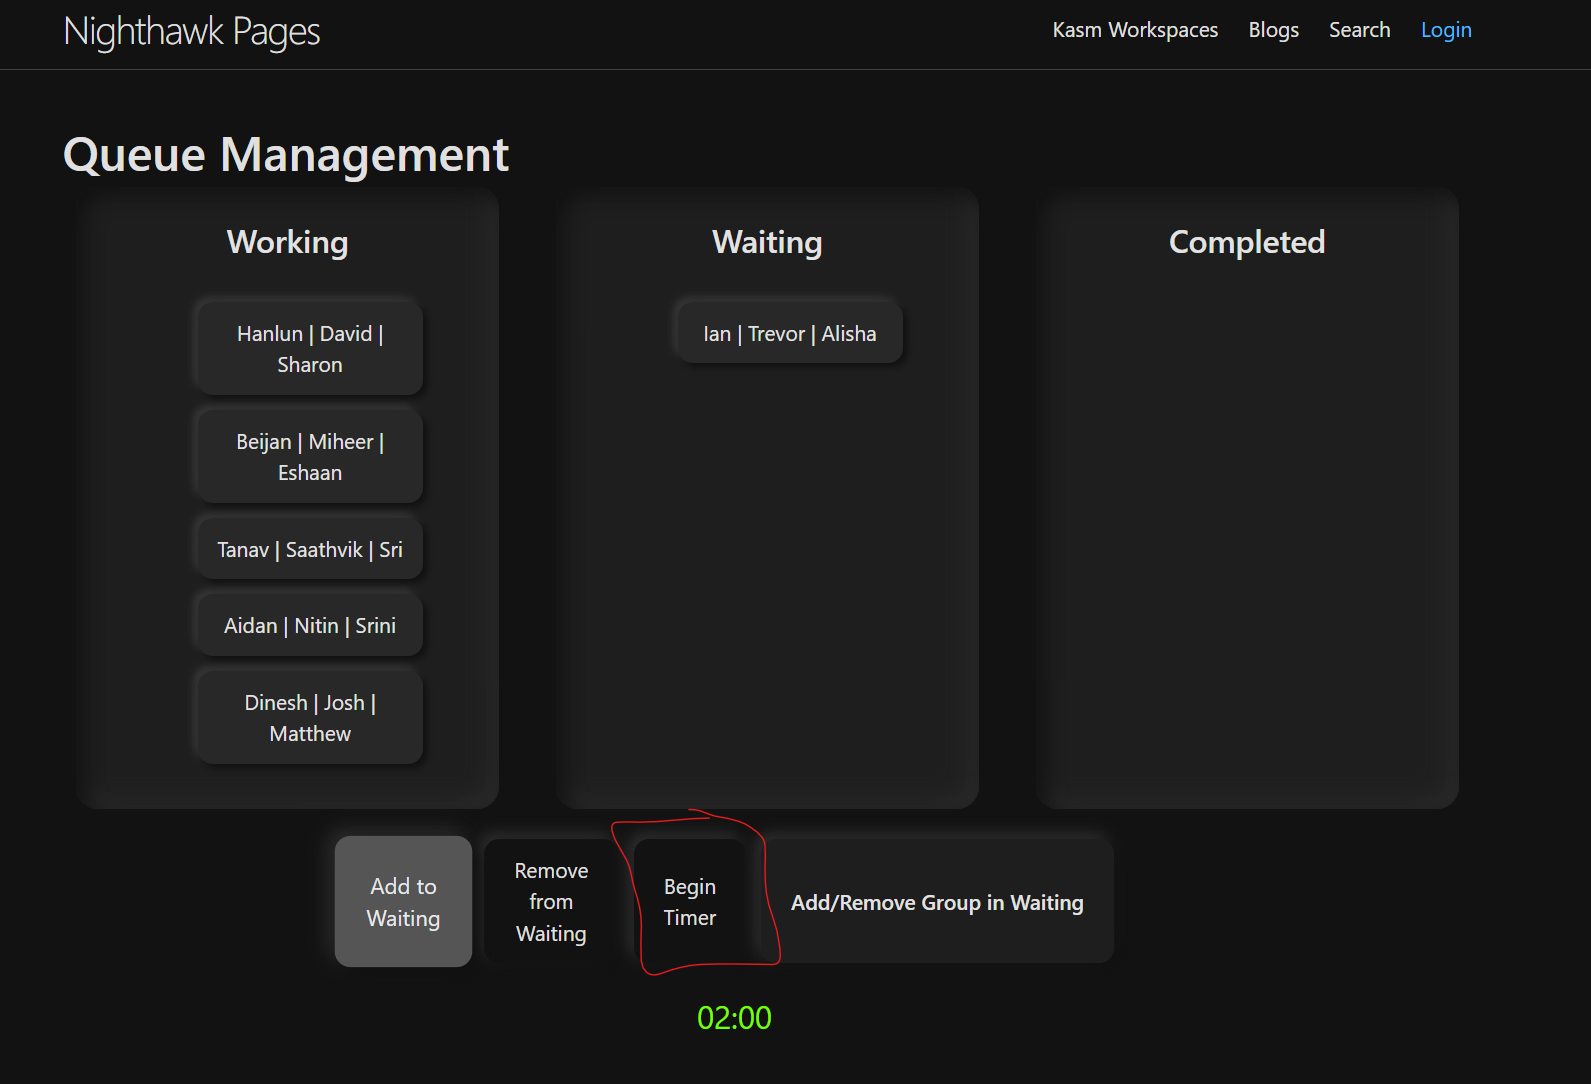 Nighthawk Pages
Kasm Workspaces Blogs Search Login
Queue Management
Working
Hanlun | David |
Sharon
Beijan | Miheer |
Eshaan
Tanav | Saathvik | Sri
Aidan | Nitin | Srini
Dinesh | Josh |
Matthew
Waiting
Ian | Trevor | Alisha
Completed
Add to
Waiting
Remove
from
Waiting
Begin
Timer
Add/Remove Group in Waiting
02:00